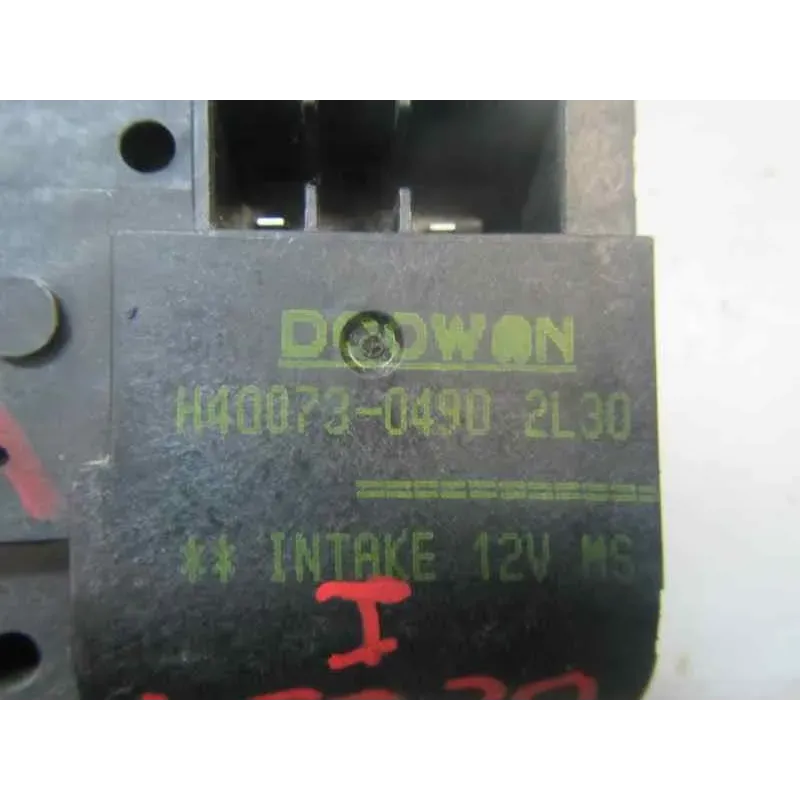 DOOWON
H40073-0490 2L30
** INTAKE 12V MS
I